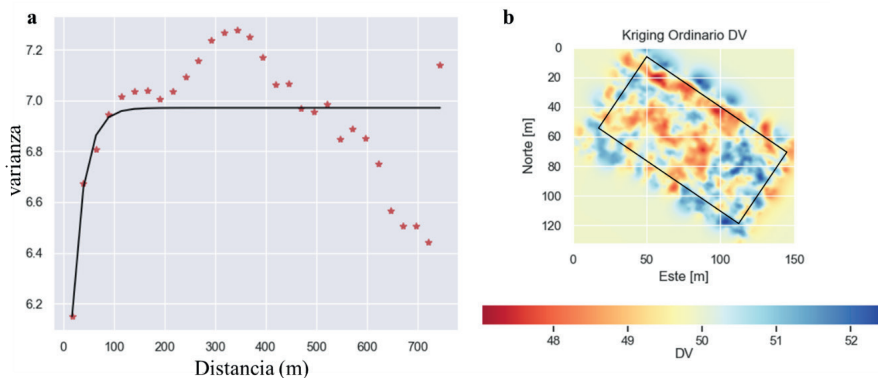 a
7.2
7.0
6.8
6.6
6.4
6.2
varianza
0 100 200 300 400 500 600 700
Distancia (m)
b
Kriging Ordinario DV
0
20
40
60
80
100
120
Norte [m]
0 50 100 150
Este [m]
48 49 50 51 52
DV